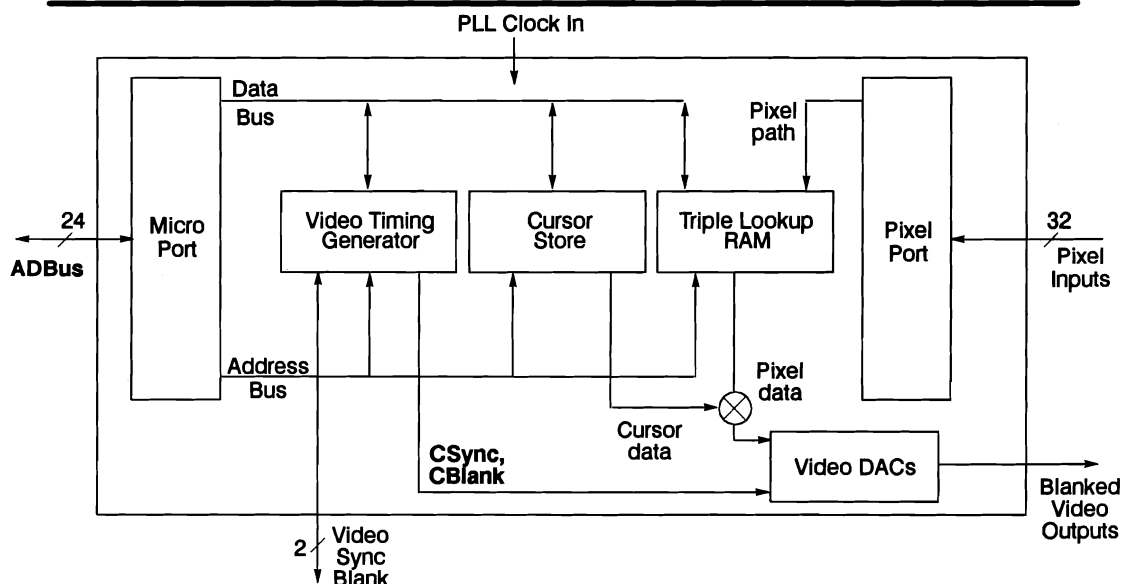 PLL Clock In
Data
Bus
Pixel
path
Micro
Port
Video Timing
Generator
Cursor
Store
Triple Lookup
RAM
Pixel
Port
24
ADBus
32
Pixel
Inputs
Address
Bus
Pixel
data
Cursor
data
CSync,
CBlank
Video DACs
Blanked
Video
Outputs
2
Video
Sync
Blank